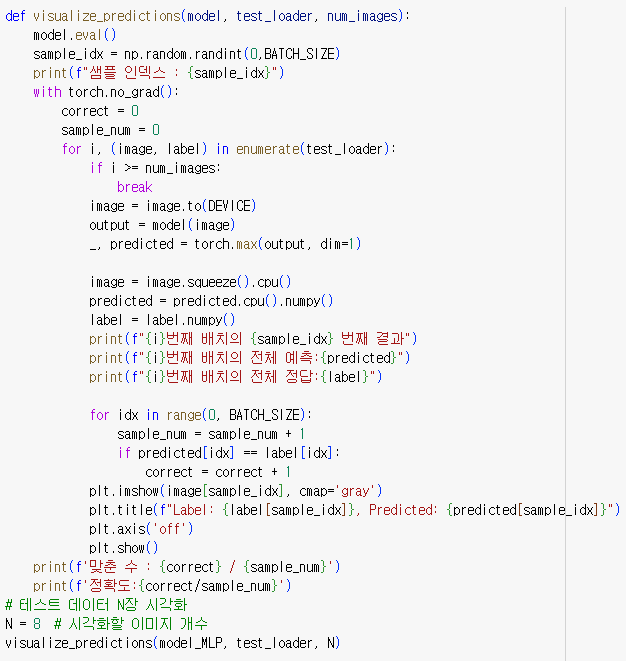 def visualize_predictions(model, test_loader, num_images):
    model.eval()
    sample_idx = np.random.randint(0,BATCH_SIZE)
    print(f"샘플 인덱스 : {sample_idx}")
    with torch.no_grad():
        correct = 0
        sample_num = 0
        for i, (image, label) in enumerate(test_loader):
            if i >= num_images:
                break
            image = image.to(DEVICE)
            output = model(image)
            _, predicted = torch.max(output, dim=1)

            image = image.squeeze().cpu()
            predicted = predicted.cpu().numpy()
            label = label.numpy()
            print(f"{i}번째 배치의 {sample_idx} 번째 결과")
            print(f"{i}번째 배치의 전체 예측:{predicted}")
            print(f"{i}번째 배치의 전체 정답:{label}")

            for idx in range(0, BATCH_SIZE):
                sample_num = sample_num + 1
                if predicted[idx] == label[idx]:
                    correct = correct + 1
            plt.imshow(image[sample_idx], cmap='gray')
            plt.title(f"Label: {label[sample_idx]}, Predicted: {predicted[sample_idx]}")
            plt.axis('off')
            plt.show()
    print(f'맞춘 수 : {correct} / {sample_num}')
    print(f'정확도:{correct/sample_num}')
# 테스트 데이터 N장 시각화
N = 8  # 시각화할 이미지 개수
visualize_predictions(model_MLP, test_loader, N)